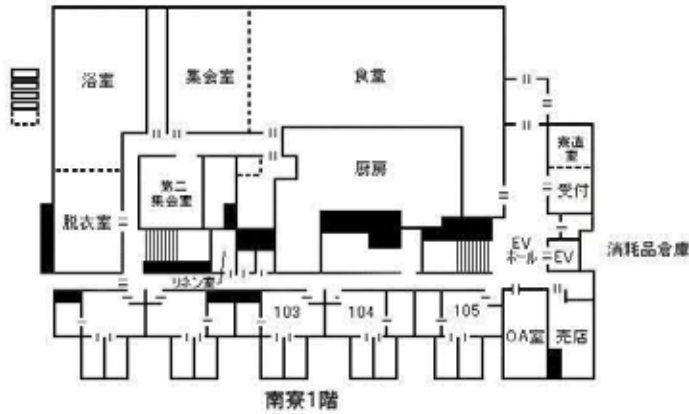 浴室
集会室
食堂
寮直
室
厨房
第二
集会室
受付
脱衣室
EV
ホール
EV
消耗品倉庫
リネン室
103
104
105
OA室
売店
南寮1階